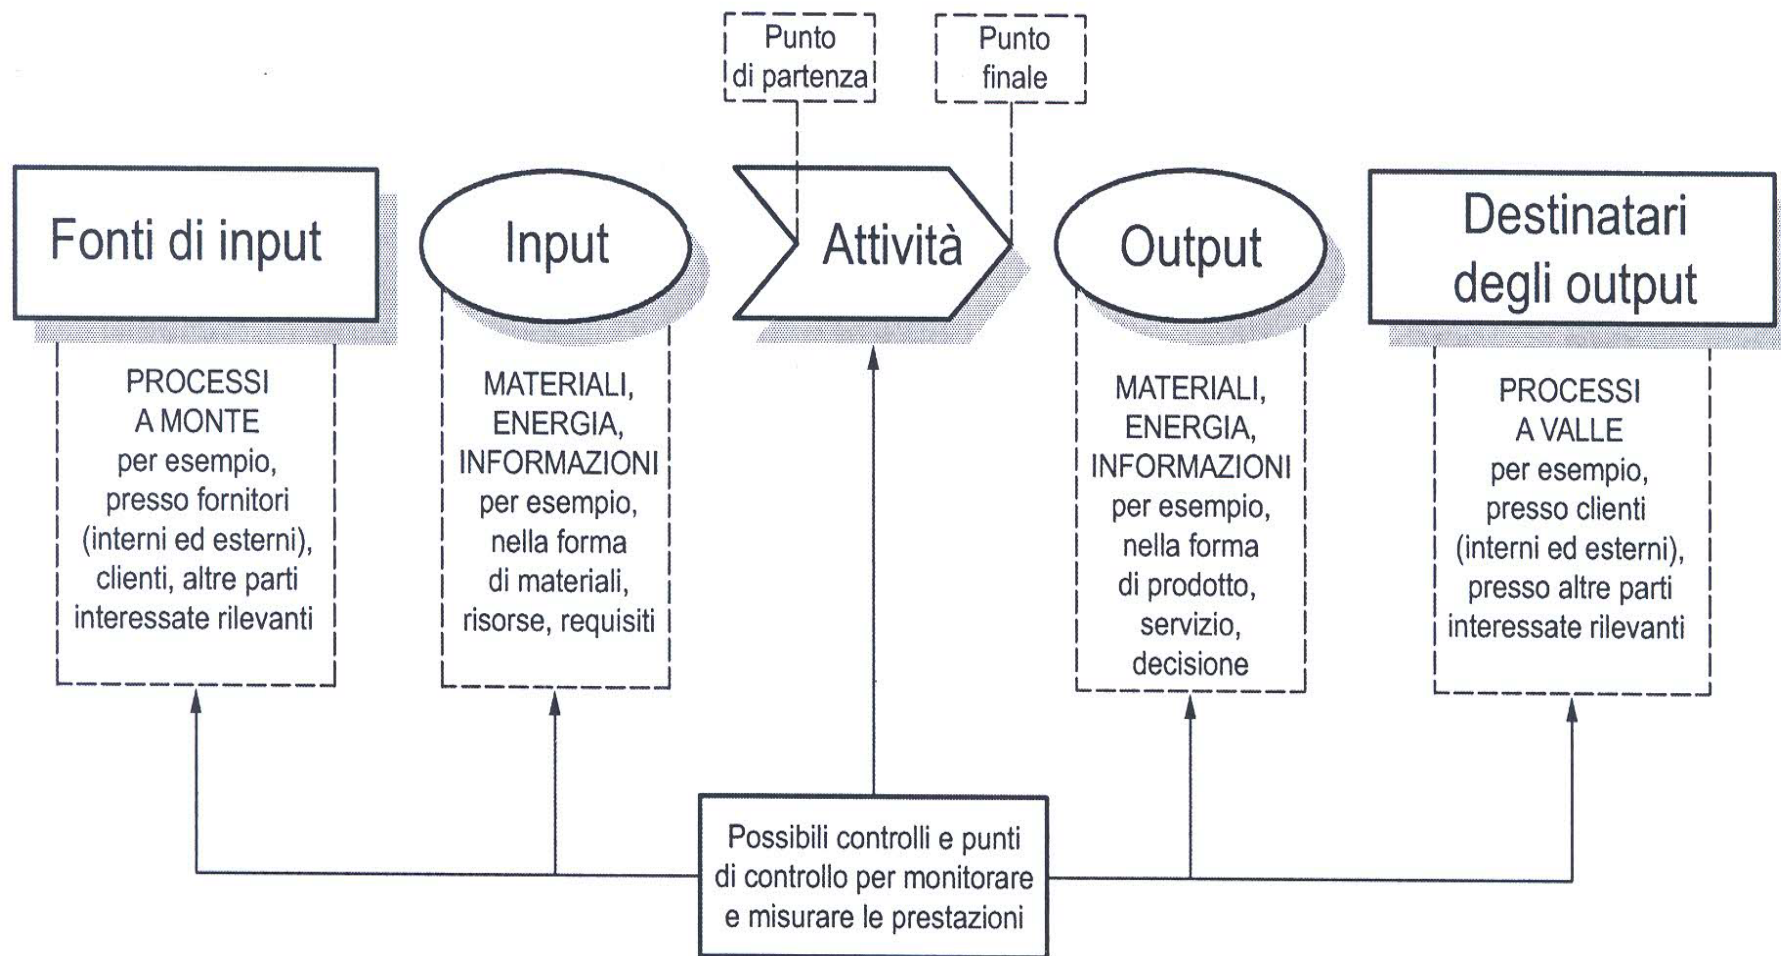 Punto
di partenza
Punto
finale
Fonti di input
Input
Attività
Output
Destinatari
degli output
PROCESSI
A MONTE
per esempio,
presso fornitori
(interni ed esterni),
clienti, altre parti
interessate rilevanti
MATERIALI,
ENERGIA,
INFORMAZIONI
per esempio,
nella forma
di materiali,
risorse, requisiti
MATERIALI,
ENERGIA,
INFORMAZIONI
per esempio,
nella forma
di prodotto,
servizio,
decisione
PROCESSI
A VALLE
per esempio,
presso clienti
(interni ed esterni),
presso altre parti
interessate rilevanti
Possibili controlli e punti
di controllo per monitorare
e misurare le prestazioni